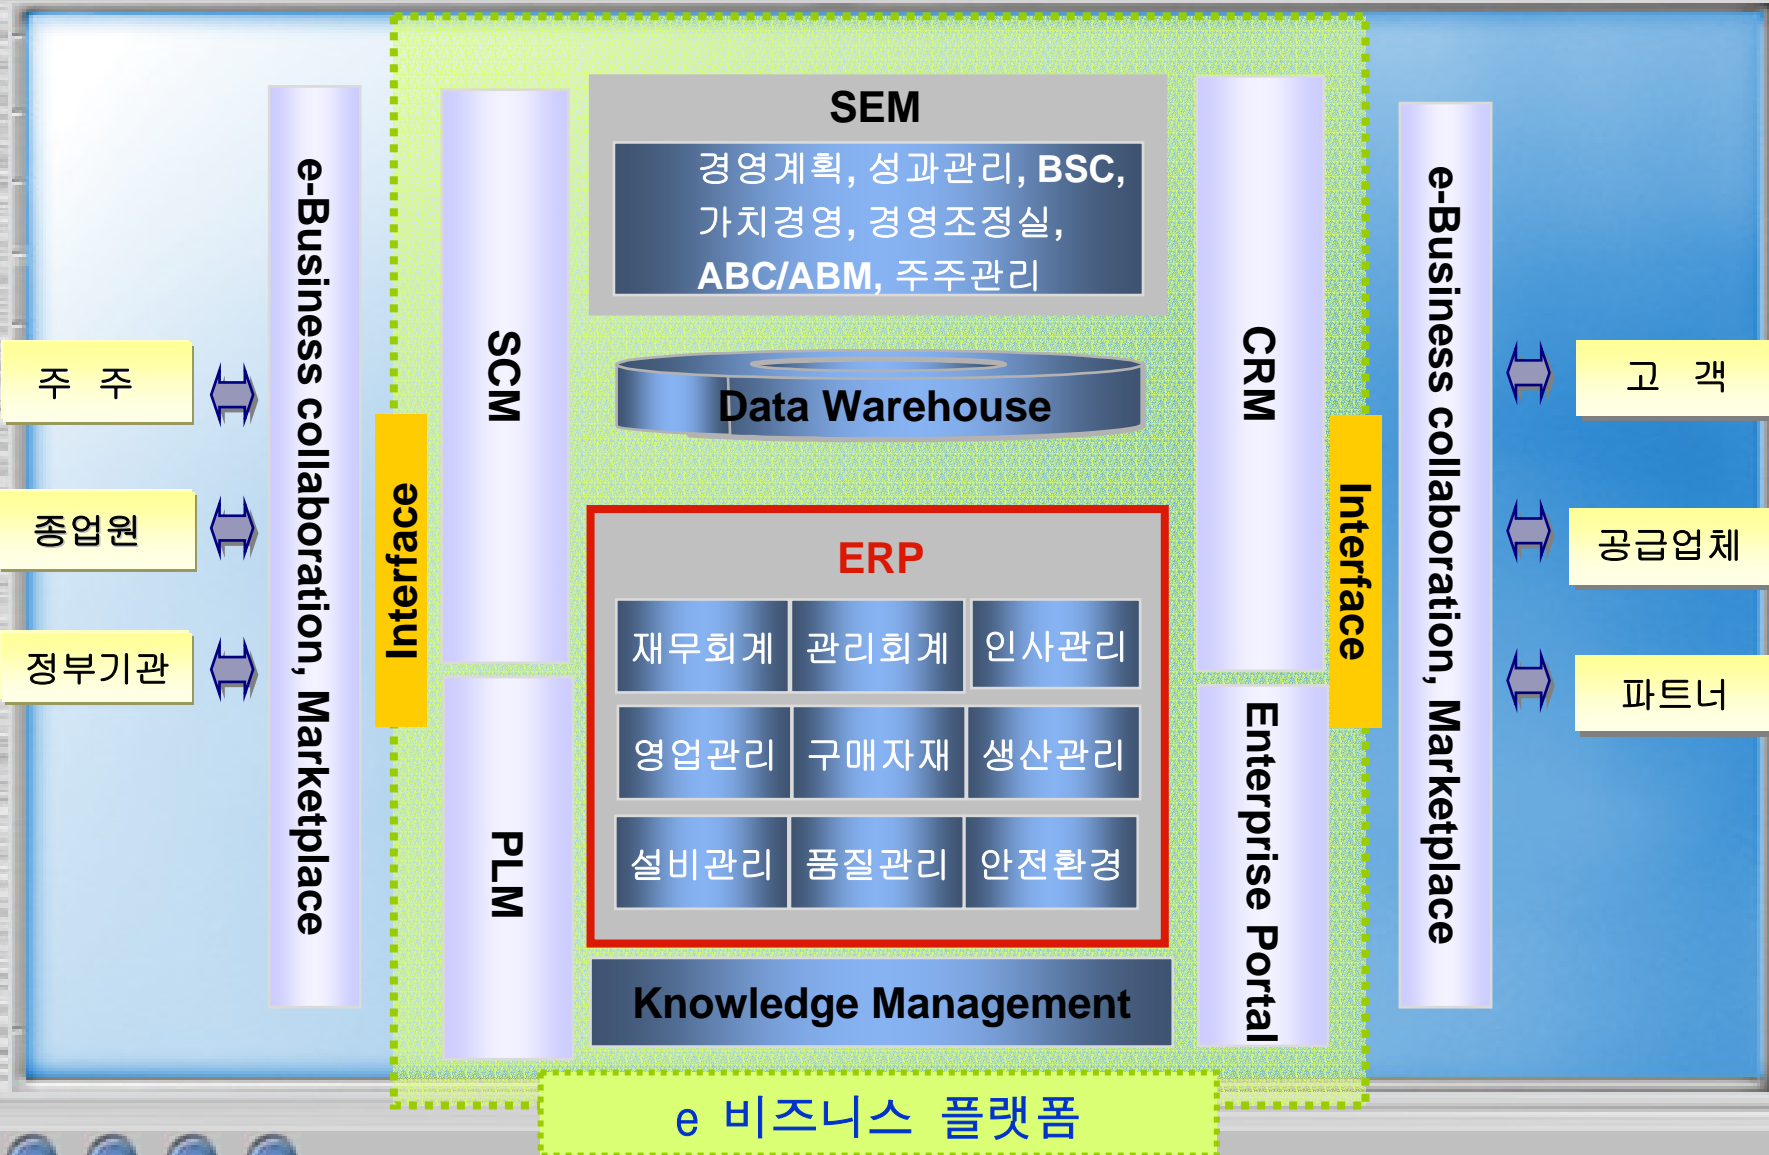 SEM
경영계획, 성과관리, BSC,
가치경영, 경영조정실,
ABC/ABM, 주주관리
e-Business collaboration, Marketplace
SCM
CRM
e-Business collaboration, Marketplace
주 주
종업원
정부기관
Interface
Data Warehouse
Interface
고 객
공급업체
파트너
ERP
재무회계 관리회계 인사관리
영업관리 구매자재 생산관리
설비관리 품질관리 안전환경
PLM
Enterprise Portal
Knowledge Management
e 비즈니스 플랫폼